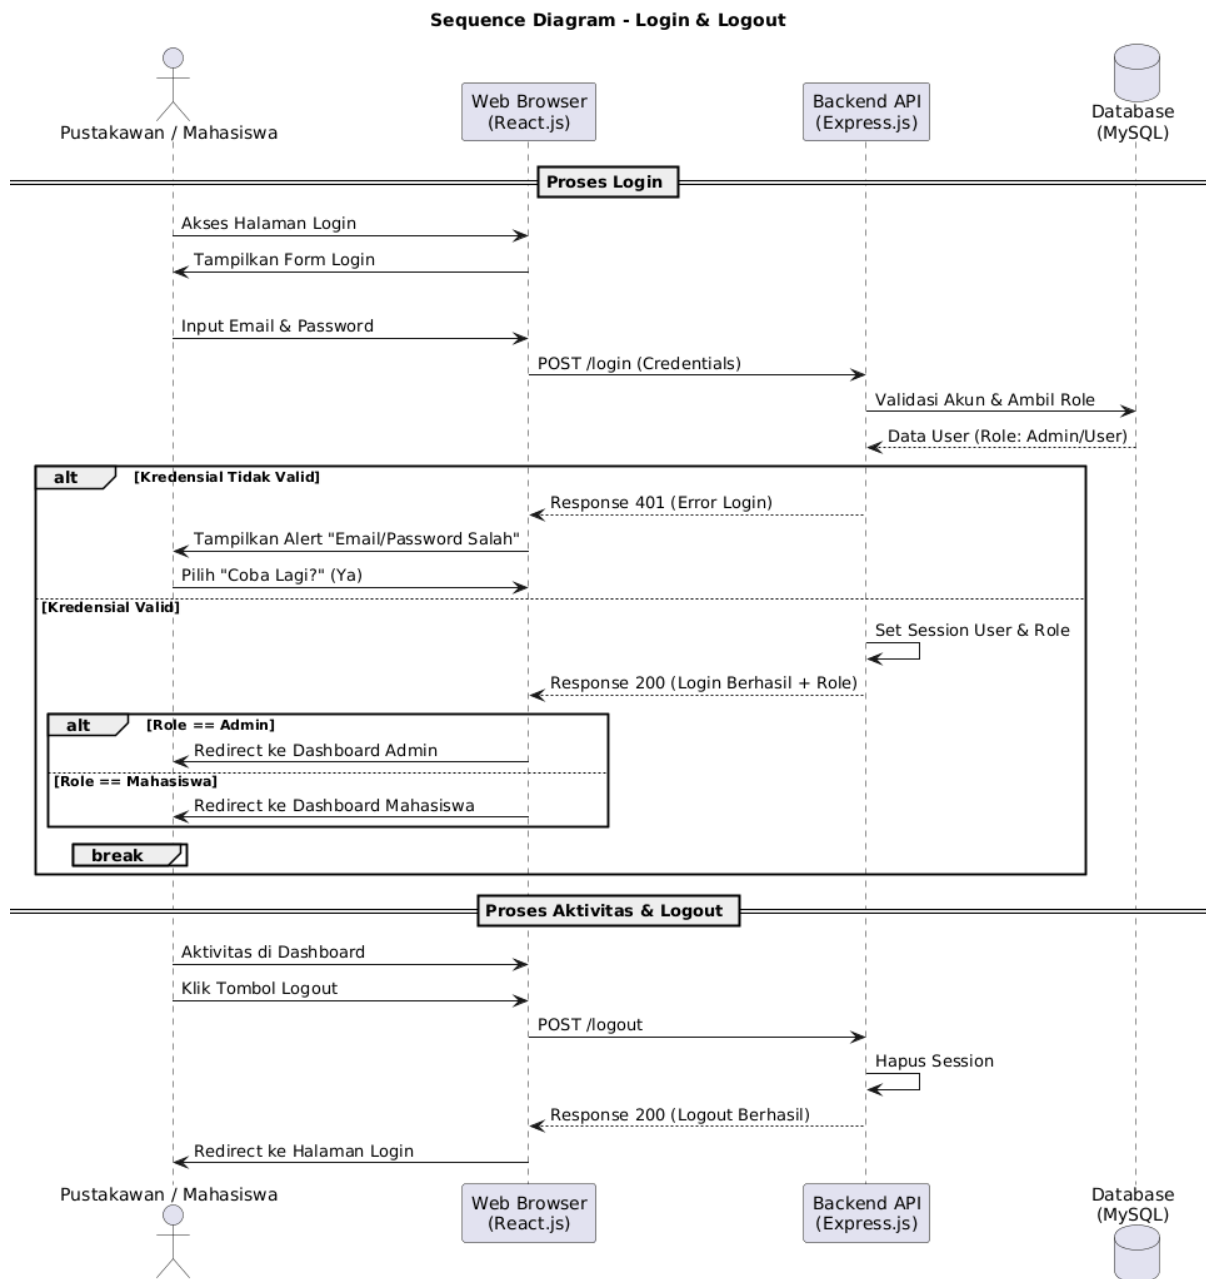 Sequence Diagram - Login & Logout
Pustakawan / Mahasiswa
Web Browser
(React.js)
Backend API
(Express.js)
Database
(MySQL)
Proses Login
Akses Halaman Login
Tampilkan Form Login
Input Email & Password
POST /login (Credentials)
Validasi Akun & Ambil Role
Data User (Role: Admin/User)
alt
[Kredensial Tidak Valid]
Response 401 (Error Login)
Tampilkan Alert "Email/Password Salah"
Pilih "Coba Lagi?" (Ya)
[Kredensial Valid]
Set Session User & Role
Response 200 (Login Berhasil + Role)
alt
[Role == Admin]
Redirect ke Dashboard Admin
[Role == Mahasiswa]
Redirect ke Dashboard Mahasiswa
break
Proses Aktivitas & Logout
Aktivitas di Dashboard
Klik Tombol Logout
POST /logout
Hapus Session
Response 200 (Logout Berhasil)
Redirect ke Halaman Login
Pustakawan / Mahasiswa
Web Browser
(React.js)
Backend API
(Express.js)
Database
(MySQL)